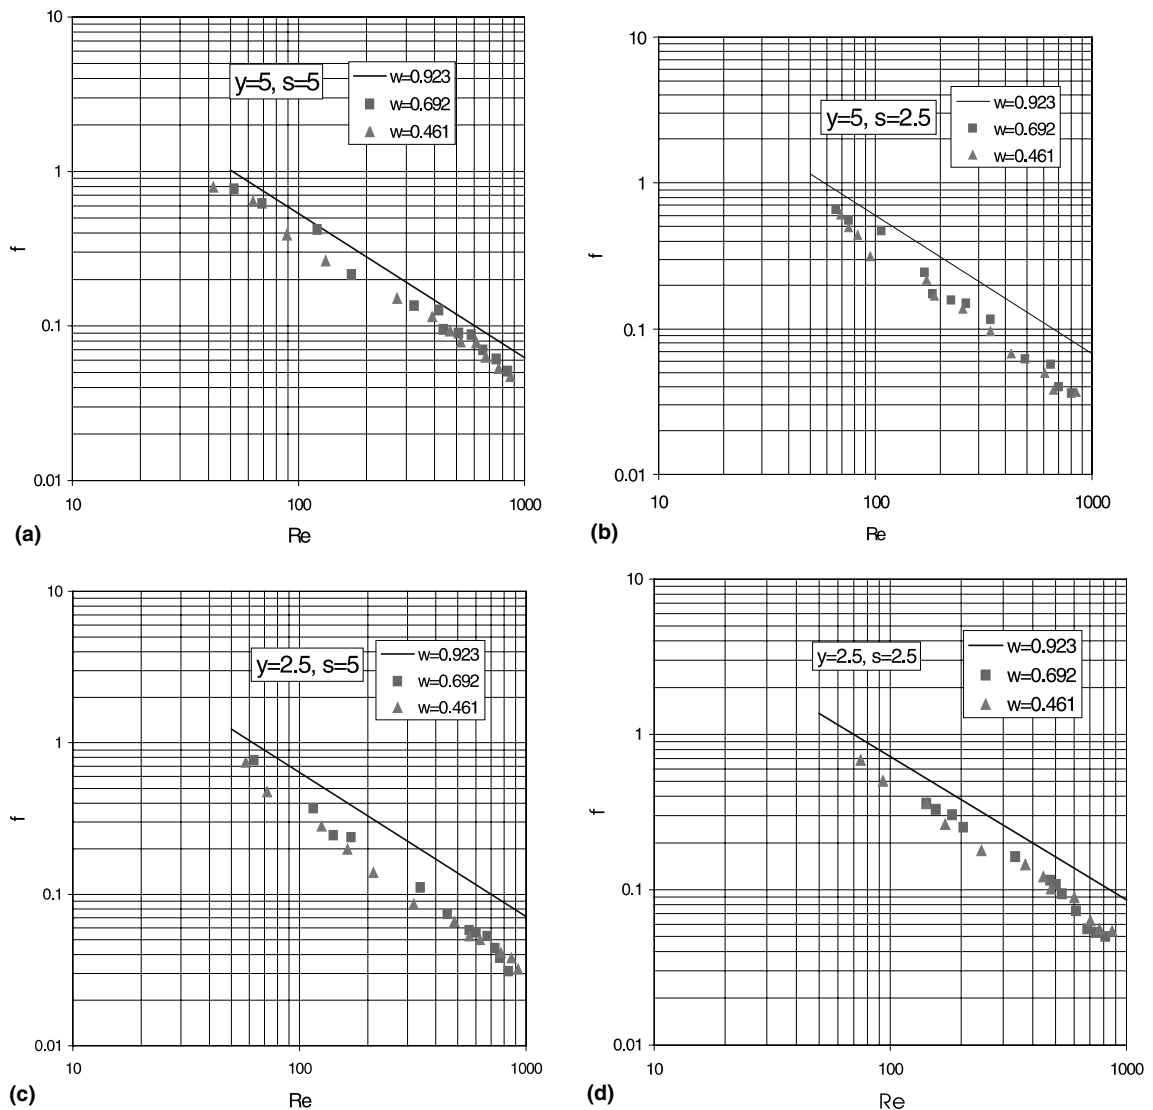 10
1
0.1
0.01
f
10
100
1000
Re
y=5, s=5
w=0.923
w=0.692
w=0.461
(a)
10
1
0.1
0.01
f
10
100
1000
Re
y=5, s=2.5
w=0.923
w=0.692
w=0.461
(b)
10
1
0.1
0.01
f
10
100
1000
Re
y=2.5, s=5
w=0.923
w=0.692
w=0.461
(c)
10
1
0.1
0.01
f
10
100
1000
Re
y=2.5, s=2.5
w=0.923
w=0.692
w=0.461
(d)